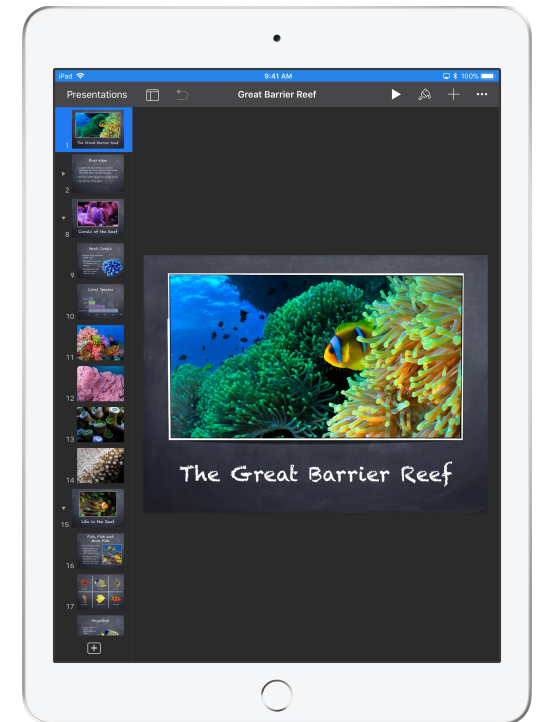 iPad 9:41 AM 100%
Presentations Great Barrier Reef
The Great Barrier Reef
1
Overview
2
Corals of the Reef
8
Hard Corals
9
Coral Species
10
11
12
13
14
Life in the Reef
15
Fish, Fish and
More Fish
16
17
Angelfish
The Great Barrier Reef